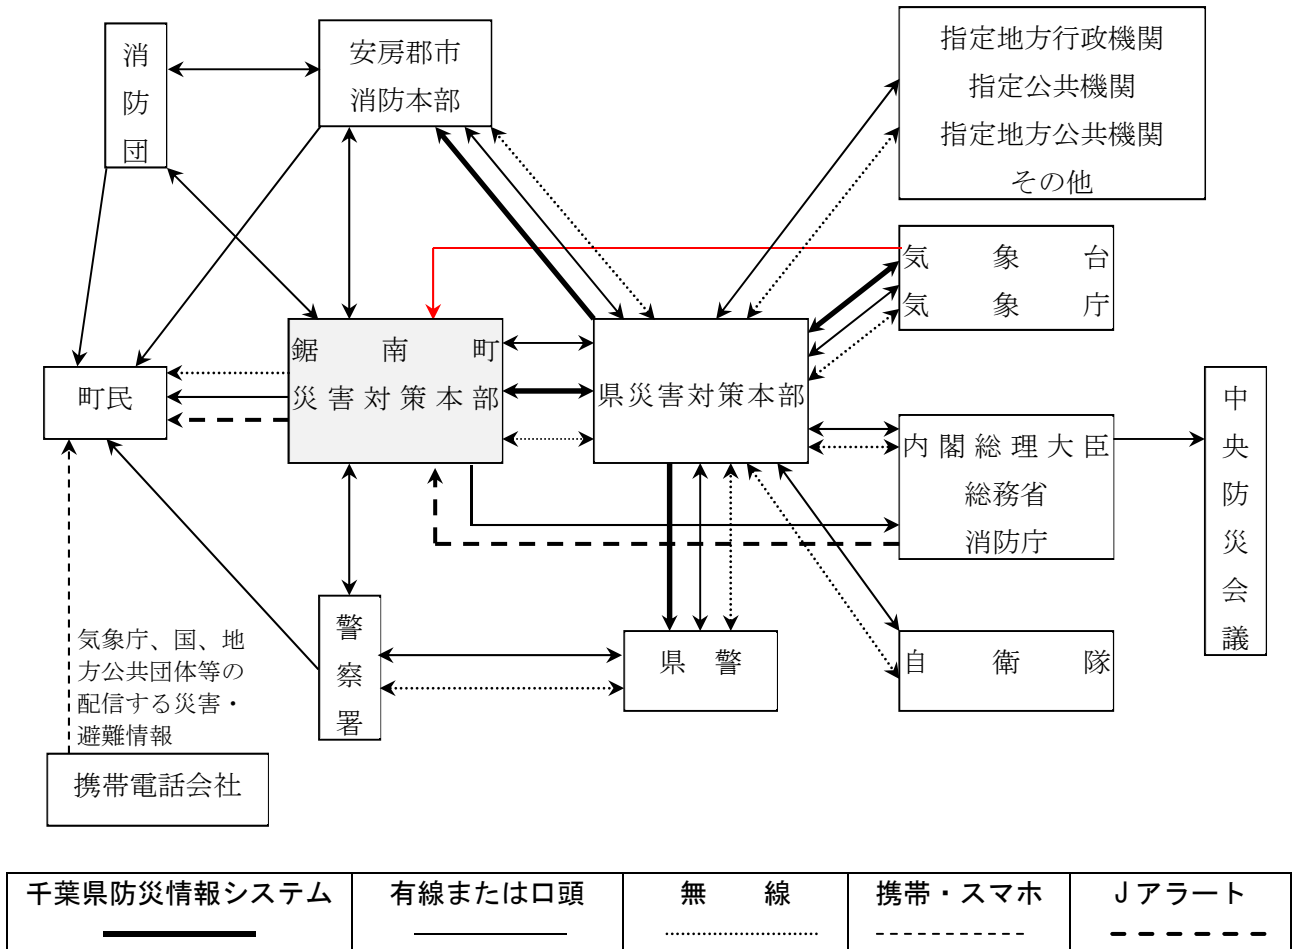 消防団
安房郡市
消防本部
指定地方行政機関
指定公共機関
指定地方公共機関
その他
気象台
気象庁
鋸南町
災害対策本部
県災害対策本部
町民
内閣総理大臣
総務省
消防庁
中央防災会議
警察署
県警
自衛隊
気象庁、国、地
方公共団体等の
配信する災害・
避難情報
携帯電話会社
千葉県防災情報システム
有線または口頭
無線
携帯・スマホ
Jアラート